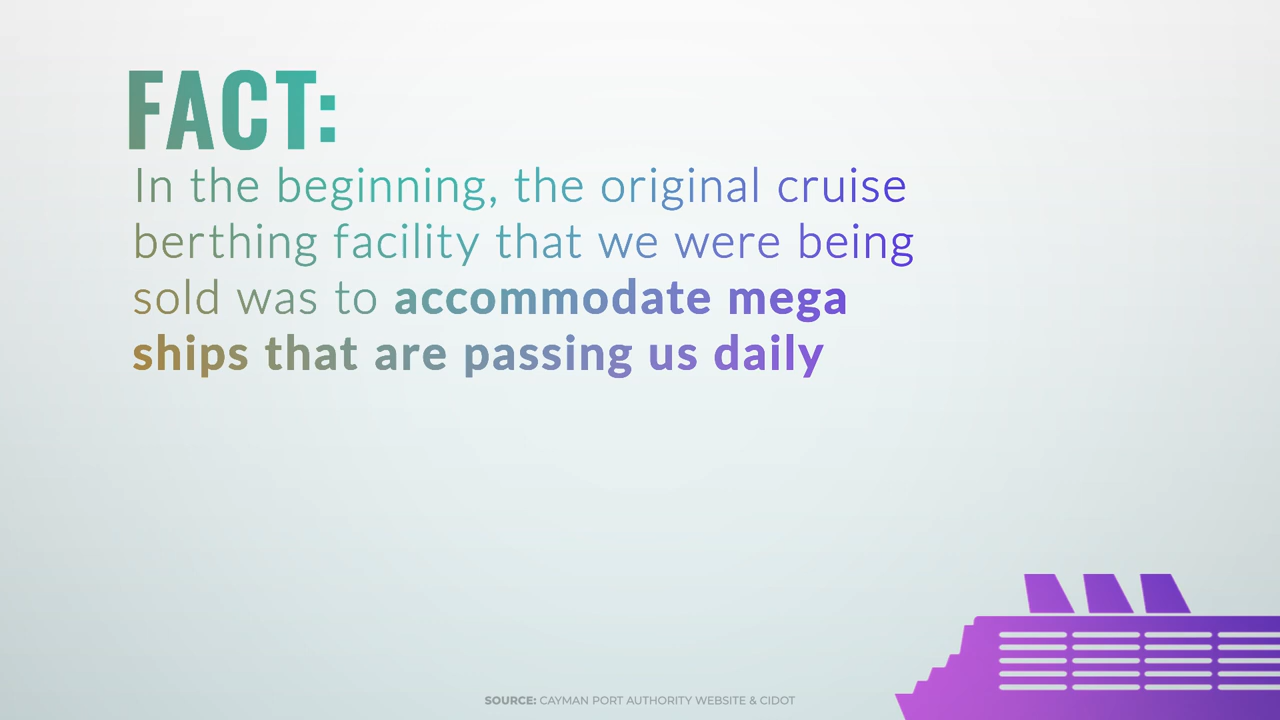 FACT:
In the beginning, the original cruise
berthing facility that we were being
sold was to accommodate mega
ships that are passing us daily
SOURCE: CAYMAN PORT AUTHORITY WEBSITE & CIDOT